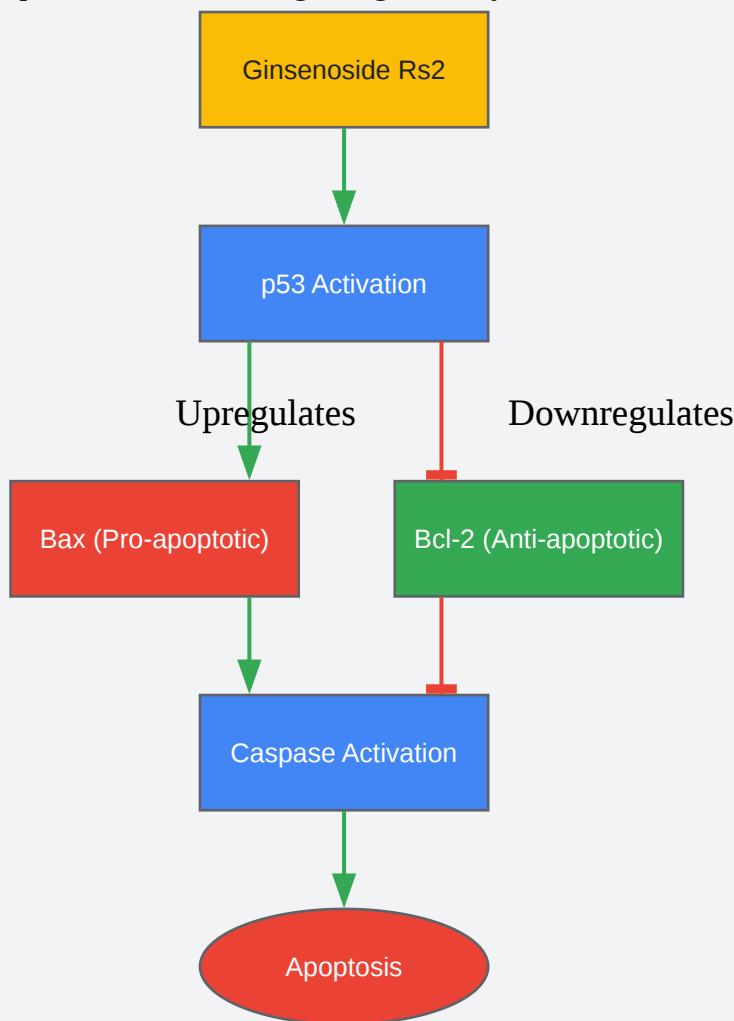 Ginsenoside Rs2
p53 Activation
Upregulates
Downregulates
Bax (Pro-apoptotic)
Bcl-2 (Anti-apoptotic)
Caspase Activation
Apoptosis